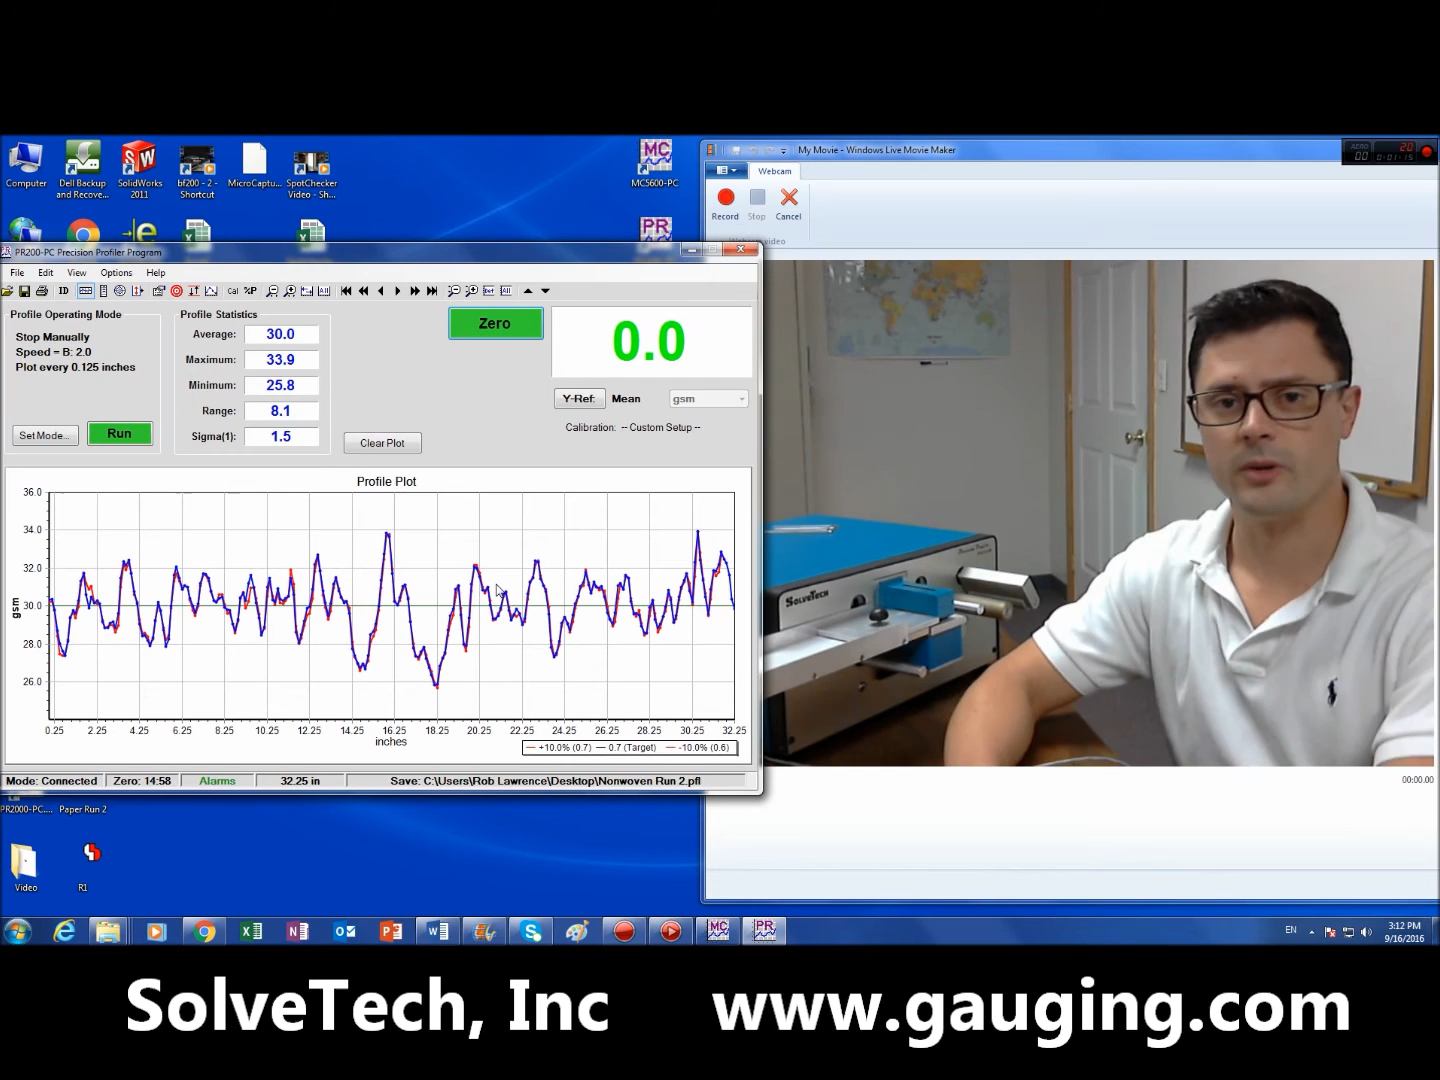 Computer
Dell Backup and Recove...
SolidWorks 2011
bf200 - 2 - Shortcut
MicroCaptu...
SpotChecker Video - Sh...
MC
MC5600-PC
PR
My Movie - Windows Live Movie Maker
Webcam
Record
Stop
Cancel
PR200-PC Precision Profiler Program
File Edit View Options Help
ID
Cal %P
Profile Operating Mode
Stop Manually
Speed = B: 2.0
Plot every 0.125 inches
Set Mode...
Run
Profile Statistics
Average: 30.0
Maximum: 33.9
Minimum: 25.8
Range: 8.1
Sigma(1): 1.5
Clear Plot
Zero
0.0
Y-Ref: Mean gsm
Calibration: -- Custom Setup --
Profile Plot
36.0
34.0
32.0
30.0
28.0
26.0
gsm
0.25 2.25 4.25 6.25 8.25 10.25 12.25 14.25 16.25 18.25 20.25 22.25 24.25 26.25 28.25 30.25 32.25
inches
+10.0% (0.7) 0.7 (Target) -10.0% (0.6)
Mode: Connected Zero: 14:58 Alarms 32.25 in Save: C:\Users\Rob Lawrence\Desktop\Nonwoven Run 2.pfl
SOLVETECH
00:00.00
PR2000-PC....
Paper Run 2
Video
R1
MC
PR
EN
3:12 PM
9/16/2016
SolveTech, Inc www.gauging.com